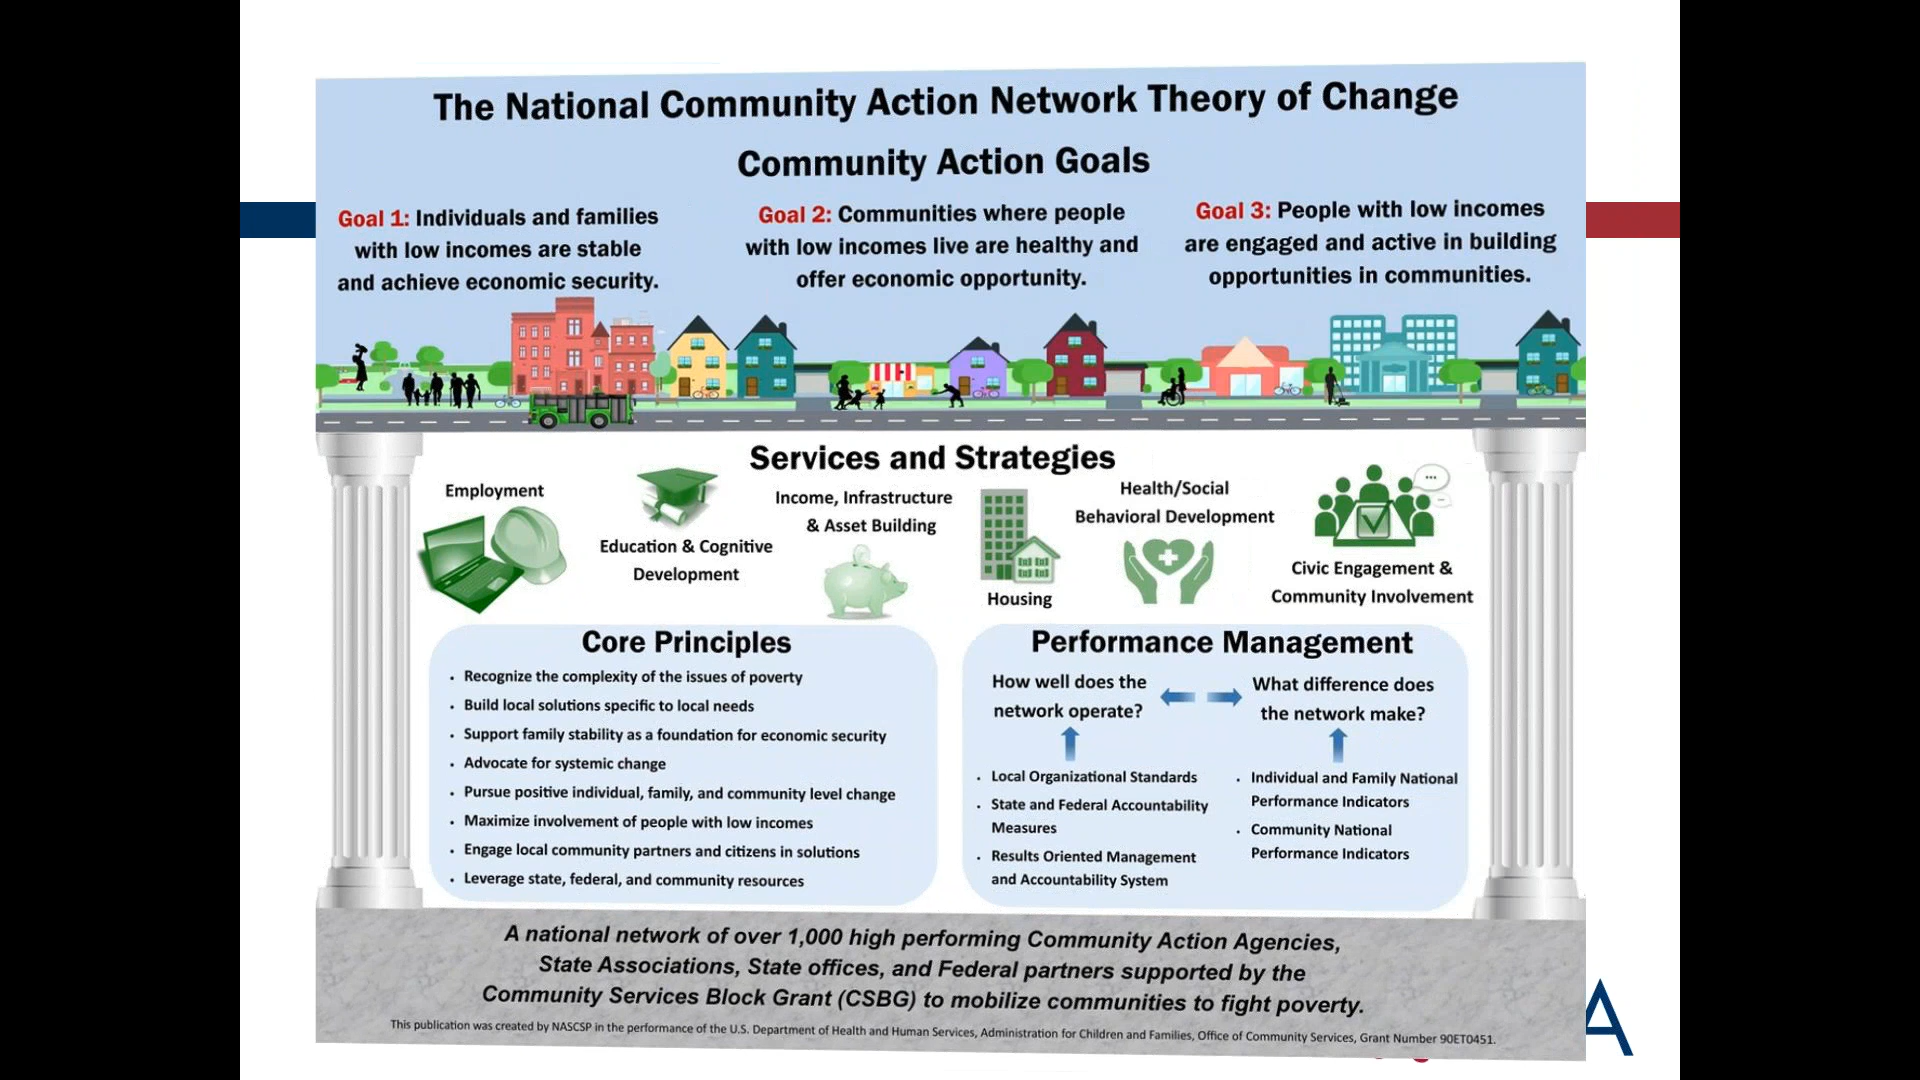 The National Community Action Network Theory of Change
Community Action Goals
Goal 1: Individuals and families
with low incomes are stable
and achieve economic security.
Goal 2: Communities where people
with low incomes live are healthy and
offer economic opportunity.
Goal 3: People with low incomes
are engaged and active in building
opportunities in communities.
Services and Strategies
Employment
Education & Cognitive
Development
Income, Infrastructure
& Asset Building
Housing
Health/Social
Behavioral Development
Civic Engagement &
Community Involvement
Core Principles
• Recognize the complexity of the issues of poverty
• Build local solutions specific to local needs
• Support family stability as a foundation for economic security
• Advocate for systemic change
• Pursue positive individual, family, and community level change
• Maximize involvement of people with low incomes
• Engage local community partners and citizens in solutions
• Leverage state, federal, and community resources
Performance Management
How well does the
network operate?
What difference does
the network make?
• Local Organizational Standards
• State and Federal Accountability
Measures
• Results Oriented Management
and Accountability System
• Individual and Family National
Performance Indicators
• Community National
Performance Indicators
A national network of over 1,000 high performing Community Action Agencies,
State Associations, State offices, and Federal partners supported by the
Community Services Block Grant (CSBG) to mobilize communities to fight poverty.
This publication was created by NASCSP in the performance of the U.S. Department of Health and Human Services, Administration for Children and Families, Office of Community Services, Grant Number 90ET0451.
A